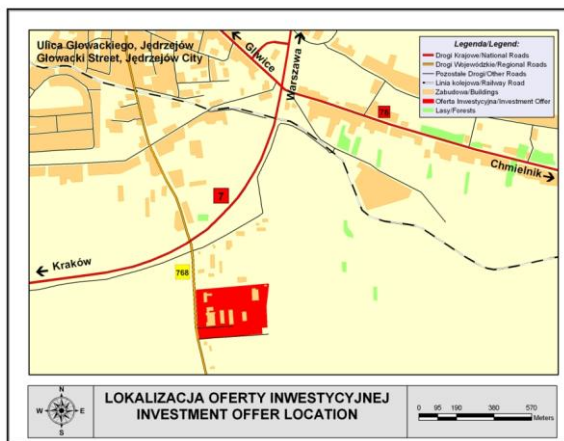 Ulica Głowackiego, Jędrzejów
Głowacki Street, Jędrzejów City
Gliwice
Warszawa
Legenda/Legend:
Drogi Krajowe/National Roads
Drogi Wojewódzkie/Regional Roads
Pozostałe Drogi/Other Roads
Linia kolejowa/Railway Road
Zabudowa/Buildings
Oferta Inwestycyjna/Investment Offer
Lasy/Forests
78
Chmielnik
7
Kraków
768
N
W E
S
LOKALIZACJA OFERTY INWESTYCYJNEJ
INVESTMENT OFFER LOCATION
0 95 190 380 570
Meters